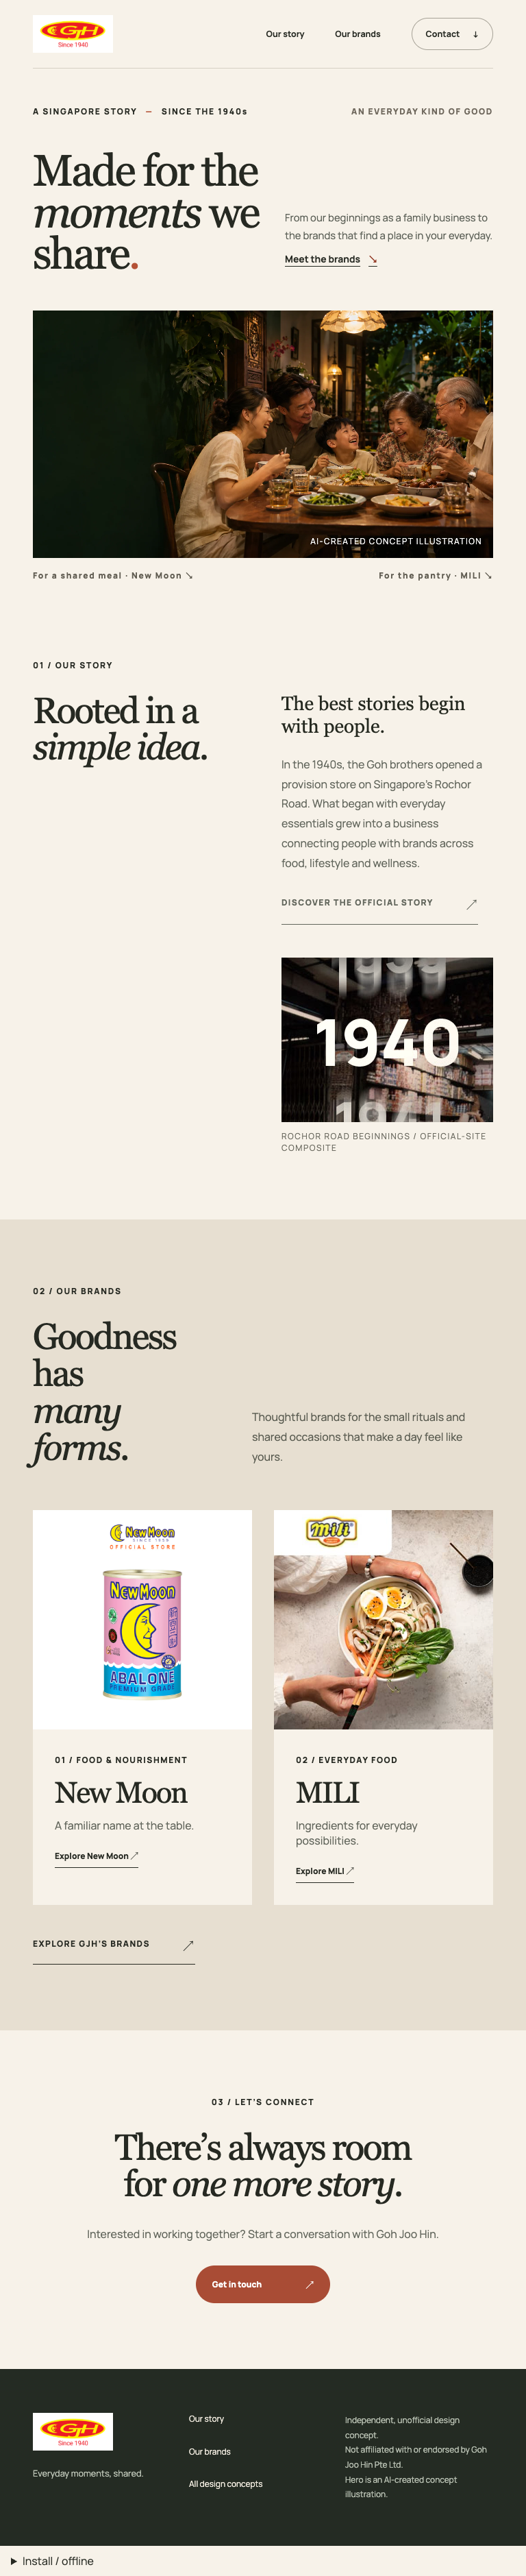 GJH
Since 1940
Our story
Our brands
Contact ↓
A SINGAPORE STORY — SINCE THE 1940s
AN EVERYDAY KIND OF GOOD
Made for the
moments we
share.
From our beginnings as a family business to
the brands that find a place in your everyday.
Meet the brands ↘
AI-CREATED CONCEPT ILLUSTRATION
For a shared meal · New Moon ↘
For the pantry · MILI ↘
01 / OUR STORY
Rooted in a
simple idea.
The best stories begin
with people.
In the 1940s, the Goh brothers opened a
provision store on Singapore’s Rochor
Road. What began with everyday
essentials grew into a business
connecting people with brands across
food, lifestyle and wellness.
DISCOVER THE OFFICIAL STORY ↗
1939
1940
1941
ROCHOR ROAD BEGINNINGS / OFFICIAL-SITE
COMPOSITE
02 / OUR BRANDS
Goodness
has
many
forms.
Thoughtful brands for the small rituals and
shared occasions that make a day feel like
yours.
New Moon
SINCE 1959
OFFICIAL STORE
New Moon
ABALONE
PREMIUM GRADE
mili
01 / FOOD & NOURISHMENT
New Moon
A familiar name at the table.
Explore New Moon ↗
02 / EVERYDAY FOOD
MILI
Ingredients for everyday
possibilities.
Explore MILI ↗
EXPLORE GJH’S BRANDS ↗
03 / LET’S CONNECT
There’s always room
for one more story.
Interested in working together? Start a conversation with Goh Joo Hin.
Get in touch ↗
GJH
Since 1940
Everyday moments, shared.
Our story
Our brands
All design concepts
Independent, unofficial design
concept.
Not affiliated with or endorsed by Goh
Joo Hin Pte Ltd.
Hero is an AI-created concept
illustration.
Install / offline